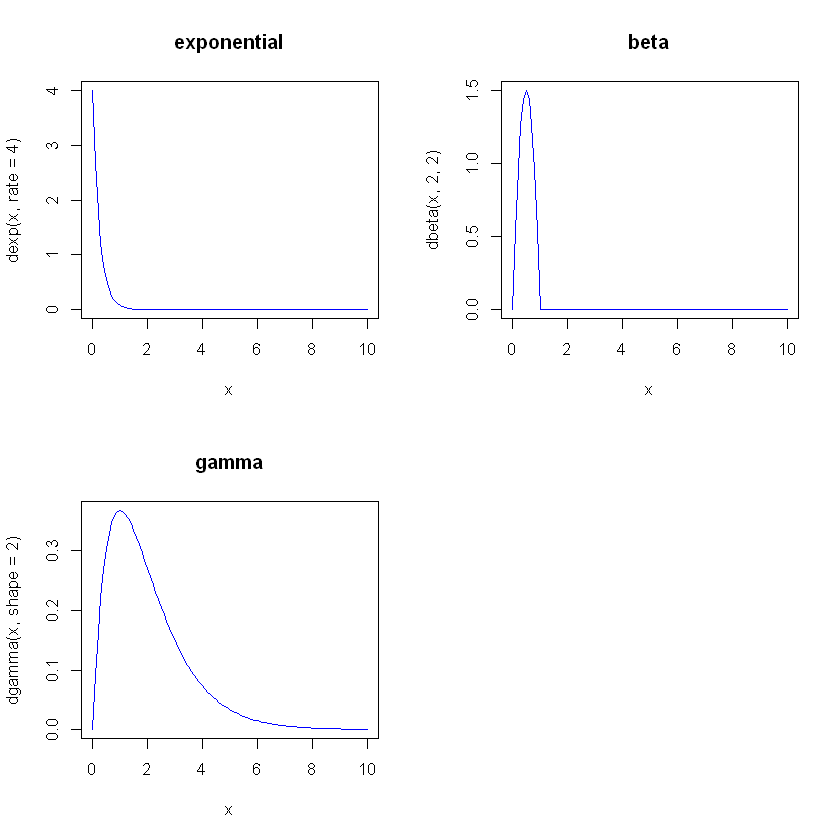 exponential
dexp(x, rate = 4)
4
3
2
1
0
0 2 4 6 8 10
x
beta
dbeta(x, 2, 2)
1.5
1.0
0.5
0.0
0 2 4 6 8 10
x
gamma
dgamma(x, shape = 2)
0.3
0.2
0.1
0.0
0 2 4 6 8 10
x